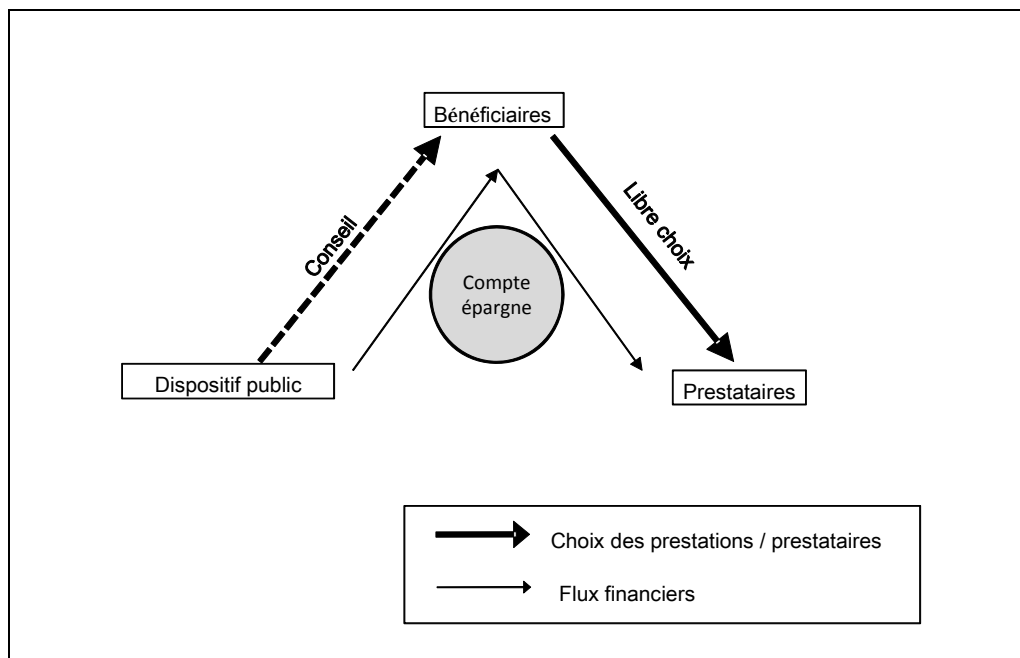 Bénéficiaires
Conseil
Libre choix
Compte
épargne
Dispositif public
Prestataires
Choix des prestations / prestataires
Flux financiers